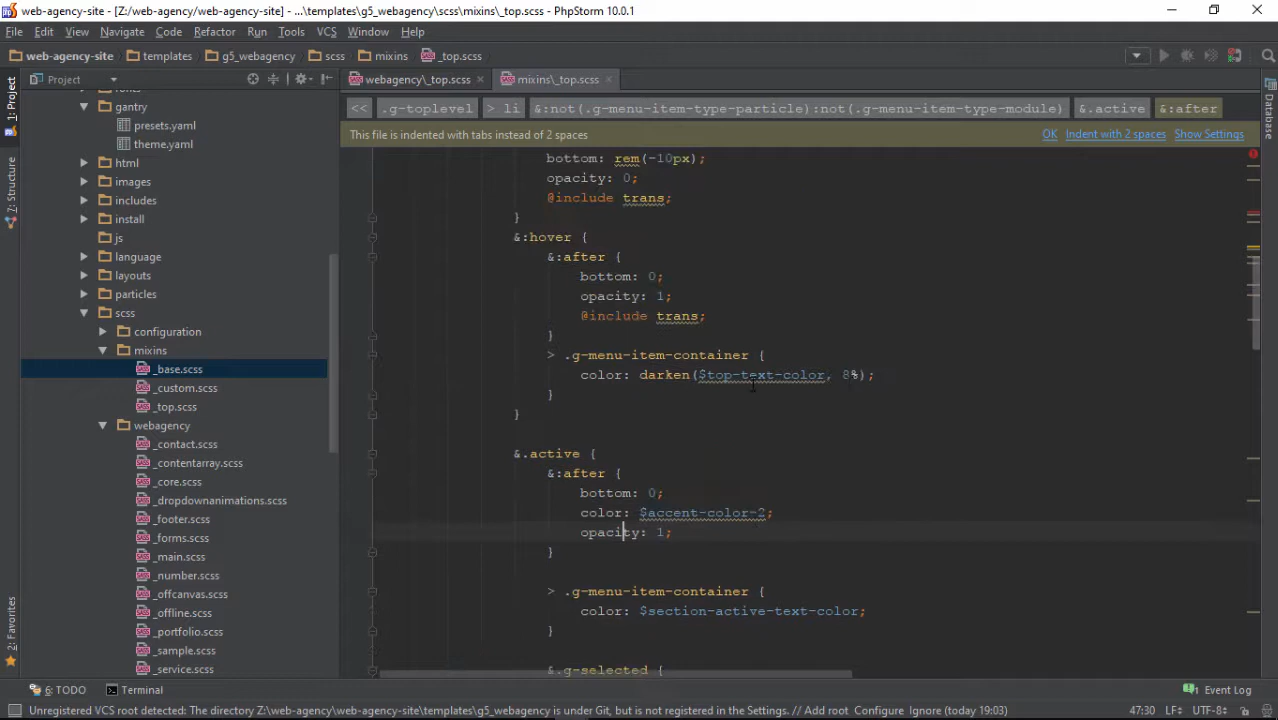 web-agency-site - [Z:/web-agency/web-agency-site] - ...\templates\g5_webagency\scss\mixins\_top.scss - PhpStorm 10.0.1
File Edit View Navigate Code Refactor Run Tools VCS Window Help
web-agency-site templates g5_webagency scss mixins _top.scss
Project
webagency\_top.scss
mixins\_top.scss
<< .g-toplevel > li &:not(.g-menu-item-type-particle):not(.g-menu-item-type-module) &.active &:after
This file is indented with tabs instead of 2 spaces
OK Indent with 2 spaces Show Settings
1: Project
7: Structure
2: Favorites
Database
gantry
presets.yaml
theme.yaml
html
images
includes
install
js
language
layouts
particles
scss
configuration
mixins
_base.scss
_custom.scss
_top.scss
webagency
_contact.scss
_contentarray.scss
_core.scss
_dropdownanimations.scss
_footer.scss
_forms.scss
_main.scss
_number.scss
_offcanvas.scss
_offline.scss
_portfolio.scss
_sample.scss
_service.scss
bottom: rem(-10px);
opacity: 0;
@include trans;
}
&:hover {
&:after {
bottom: 0;
opacity: 1;
@include trans;
}
> .g-menu-item-container {
color: darken($top-text-color, 8%);
}
}
&.active {
&:after {
bottom: 0;
color: $accent-color-2;
opacity: 1;
}
> .g-menu-item-container {
color: $section-active-text-color;
}
&.g-selected {
6: TODO Terminal
1 Event Log
Unregistered VCS root detected: The directory Z:\web-agency\web-agency-site\templates\g5_webagency is under Git, but is not registered in the Settings. // Add root Configure Ignore (today 19:03)
47:30 LF÷ UTF-8÷